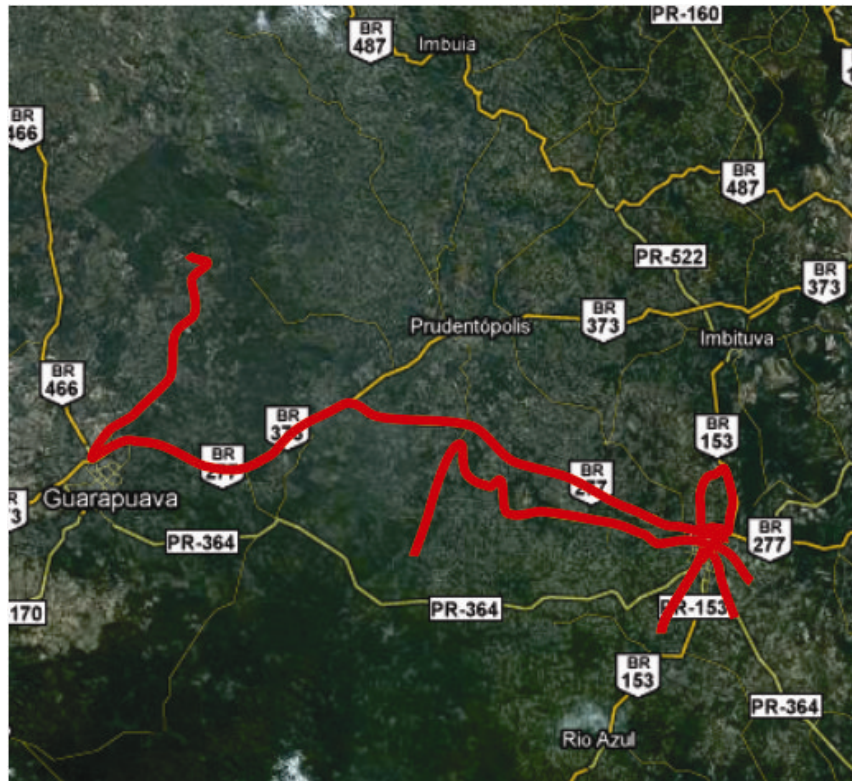 PR-160
BR
487
Imbuia
BR
466
BR
487
PR-522
BR
373
Prudentópolis
BR
373
Imbituva
BR
466
BR
BR
153
BR
277
BR
Guarapuava
PR-364
BR
277
170
PR-364
PR-153
BR
153
PR-364
Rio Azul